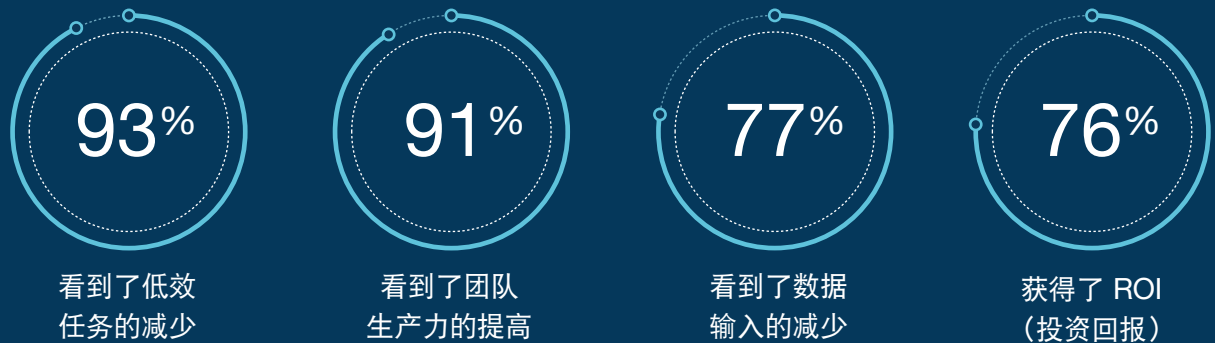 93%
看到了低效
任务的减少
91%
看到了团队
生产力的提高
77%
看到了数据
输入的减少
76%
获得了 ROI
（投资回报）